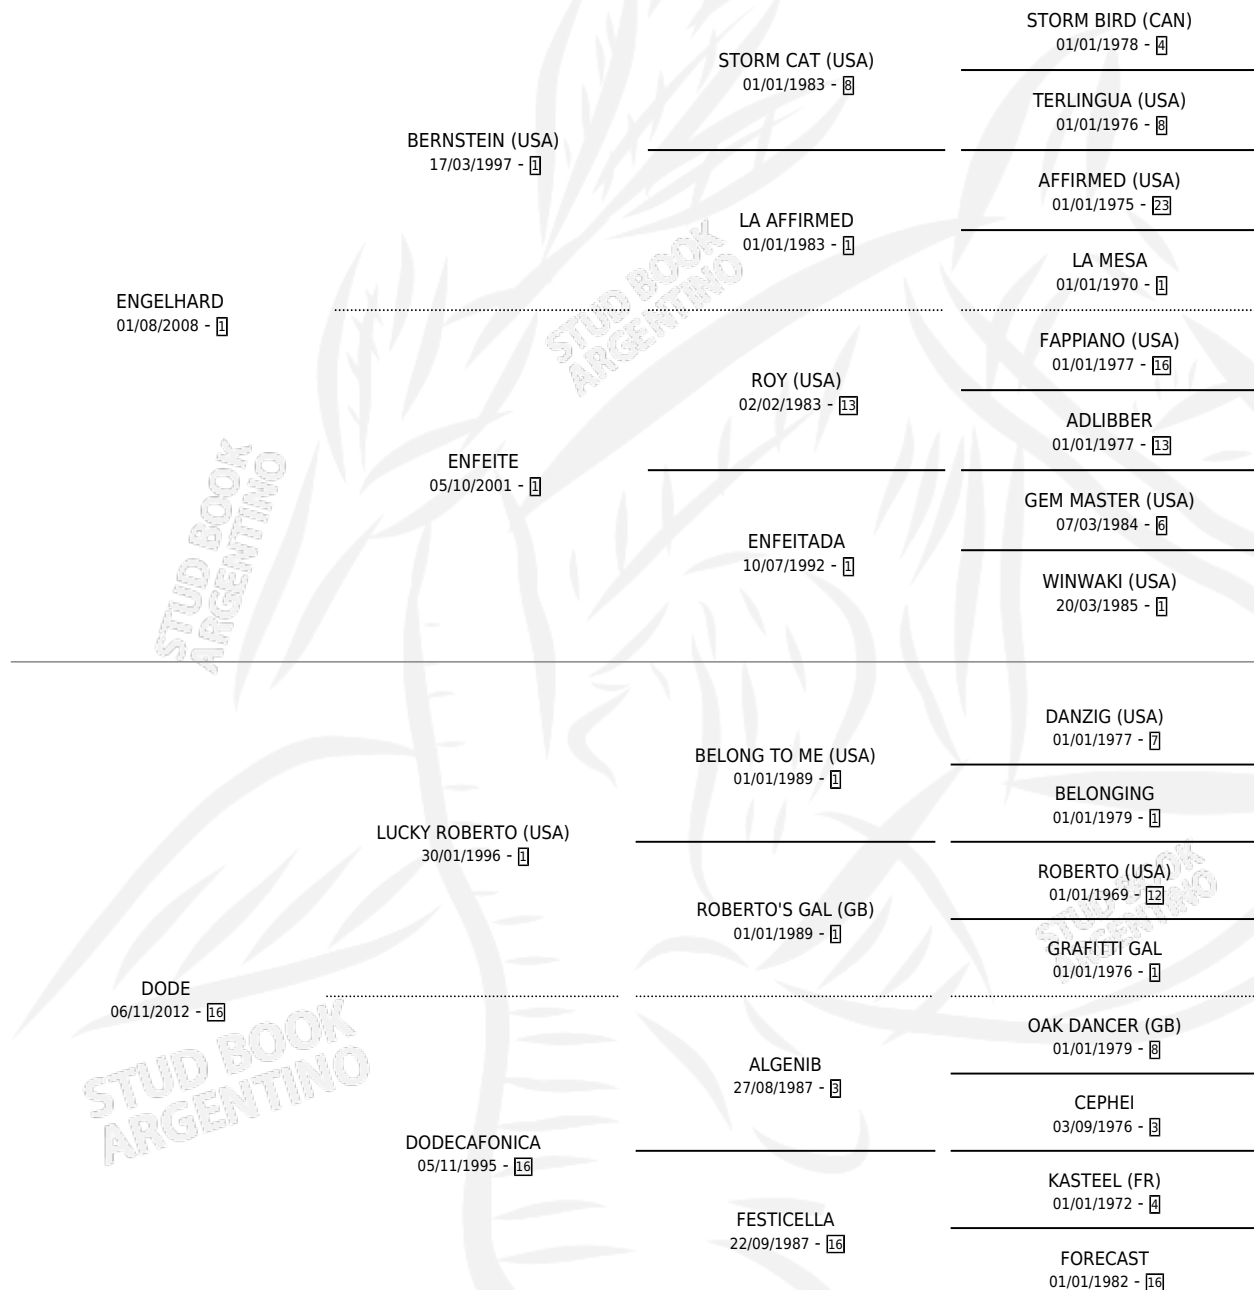 STORM BIRD (CAN)
01/01/1978 - 4
STORM CAT (USA)
01/01/1983 - 8
TERLINGUA (USA)
01/01/1976 - 8
BERNSTEIN (USA)
17/03/1997 - 1
AFFIRMED (USA)
01/01/1975 - 23
LA AFFIRMED
01/01/1983 - 1
LA MESA
01/01/1970 - 1
ENGELHARD
01/08/2008 - 1
FAPPIANO (USA)
01/01/1977 - 16
ROY (USA)
02/02/1983 - 13
ADLIBBER
01/01/1977 - 13
ENFEITE
05/10/2001 - 1
GEM MASTER (USA)
07/03/1984 - 6
ENFEITADA
10/07/1992 - 1
WINWAKI (USA)
20/03/1985 - 1
DANZIG (USA)
01/01/1977 - 7
BELONG TO ME (USA)
01/01/1989 - 1
BELONGING
01/01/1979 - 1
LUCKY ROBERTO (USA)
30/01/1996 - 1
ROBERTO (USA)
01/01/1969 - 12
ROBERTO'S GAL (GB)
01/01/1989 - 1
GRAFITTI GAL
01/01/1976 - 1
DODE
06/11/2012 - 16
OAK DANCER (GB)
01/01/1979 - 8
ALGENIB
27/08/1987 - 3
CEPHEI
03/09/1976 - 3
DODECAFONICA
05/11/1995 - 16
KASTEEL (FR)
01/01/1972 - 4
FESTICELLA
22/09/1987 - 16
FORECAST
01/01/1982 - 16
STUD BOOK
ARGENTINO
STUD BOOK
ARGENTINO
STUD BOOK
ARGENTINO
STUD BOOK
ARGENTINO